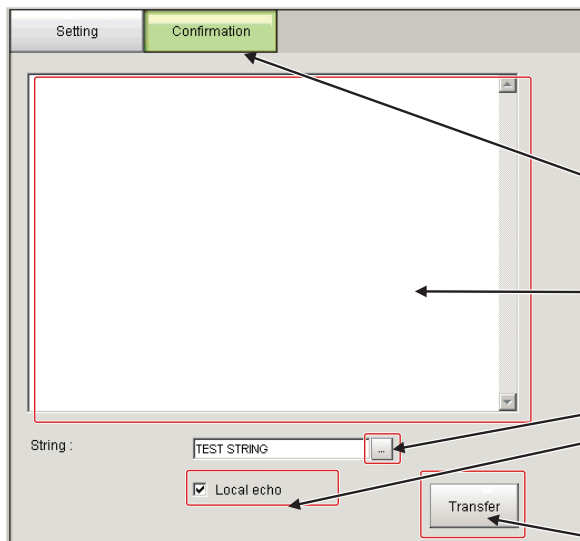 Setting Confirmation
String : TEST STRING ...
Local echo
Transfer